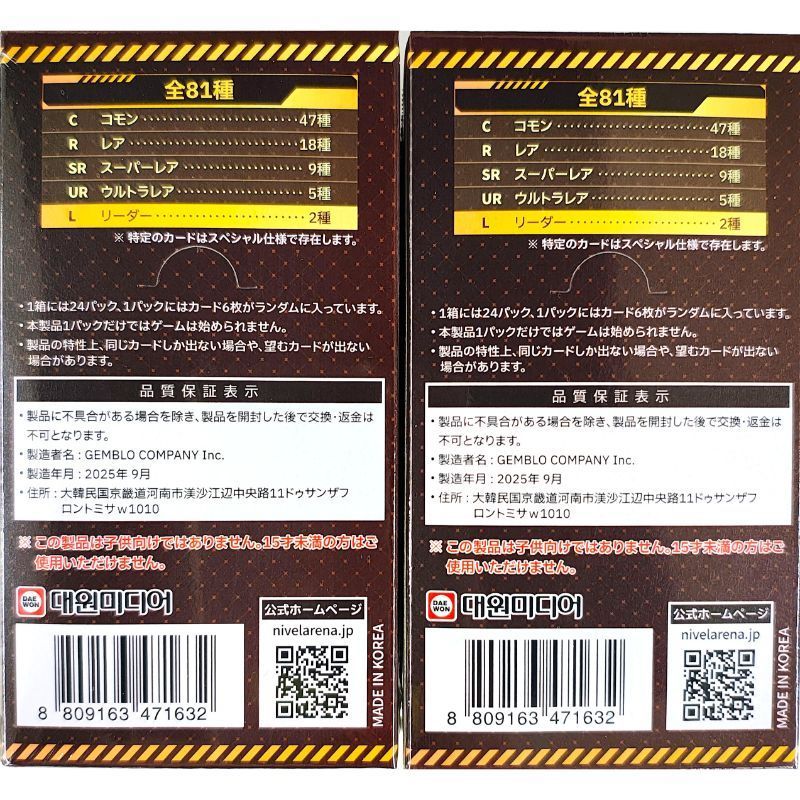 全81種
C コモン 47種
R レア 18種
SR スーパーレア 9種
UR ウルトラレア 5種
L リーダー 2種
※ 特定のカードはスペシャル仕様で存在します。
・1箱には24パック、1パックにはカード6枚がランダムに入っています。
・本製品1パックだけではゲームは始められません。
・製品の特性上、同じカードしか出ない場合や、望むカードが出ない
場合があります。
品質保証表示
・製品に不具合がある場合を除き、製品を開封した後で交換・返金は
不可となります。
・製造者名 : GEMBLO COMPANY Inc.
・製造年月 : 2025年 9月
・住所 : 大韓民国京畿道河南市渼沙江辺中央路11ドゥサンザフ
ロントミサw1010
※ この製品は子供向けではありません。15才未満の方はご
使用いただけません。
DAE
WON
대원미디어
公式ホームページ
nivelarena.jp
MADE IN KOREA
8 809163 471632
全81種
C コモン 47種
R レア 18種
SR スーパーレア 9種
UR ウルトラレア 5種
L リーダー 2種
※ 特定のカードはスペシャル仕様で存在します。
・1箱には24パック、1パックにはカード6枚がランダムに入っています。
・本製品1パックだけではゲームは始められません。
・製品の特性上、同じカードしか出ない場合や、望むカードが出ない
場合があります。
品質保証表示
・製品に不具合がある場合を除き、製品を開封した後で交換・返金は
不可となります。
・製造者名 : GEMBLO COMPANY Inc.
・製造年月 : 2025年 9月
・住所 : 大韓民国京畿道河南市渼沙江辺中央路11ドゥサンザフ
ロントミサw1010
※ この製品は子供向けではありません。15才未満の方はご
使用いただけません。
DAE
WON
대원미디어
公式ホームページ
nivelarena.jp
MADE IN KOREA
8 809163 471632